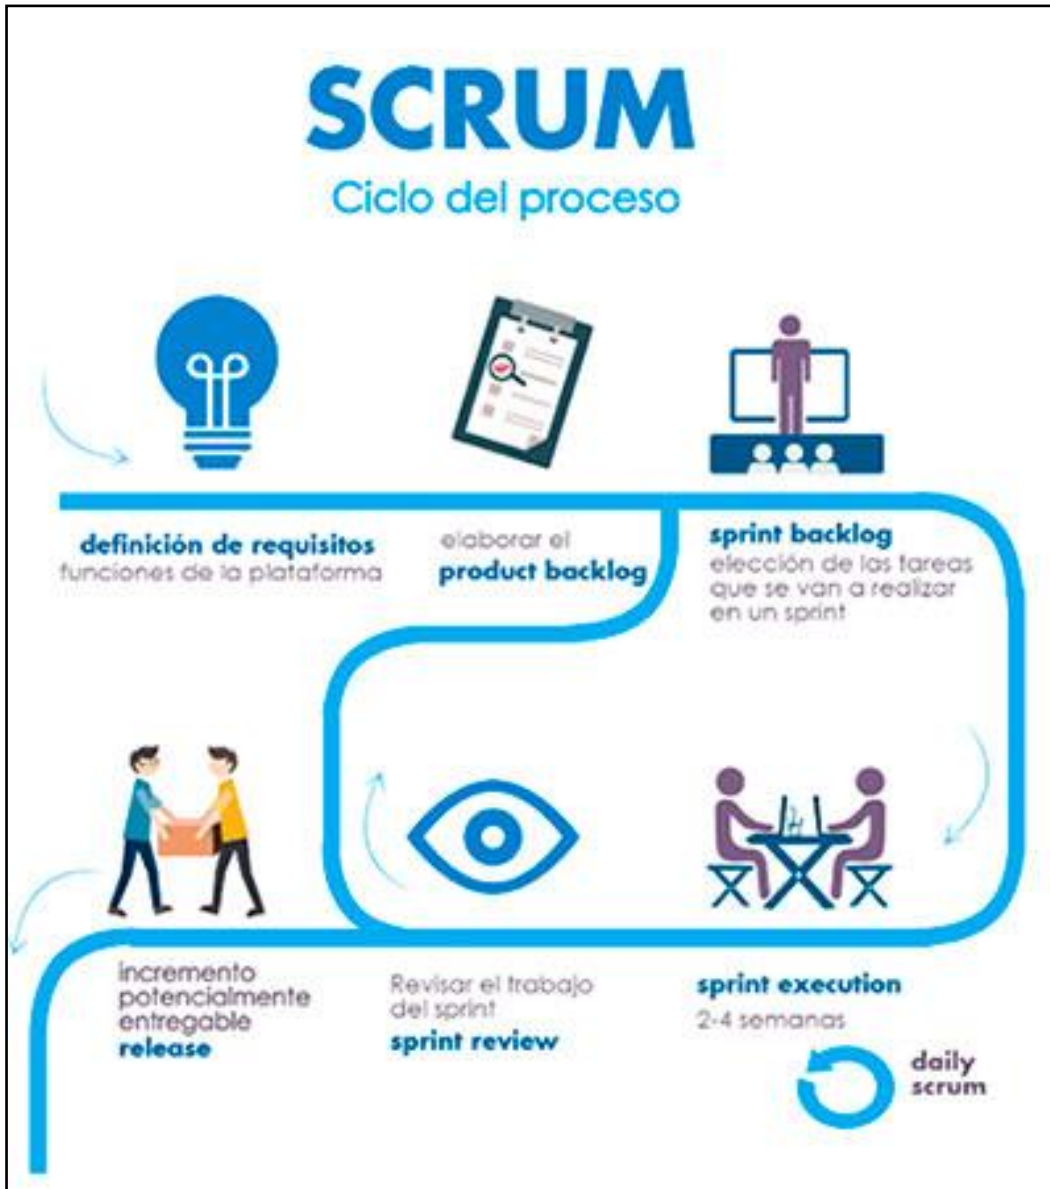 SCRUM
Ciclo del proceso
definición de requisitos
funciones de la plataforma
elaborar el
product backlog
sprint backlog
elección de las tareas
que se van a realizar
en un sprint
incremento
potencialmente
entregable
release
Revisar el trabajo
del sprint
sprint review
sprint execution
2-4 semanas
daily
scrum